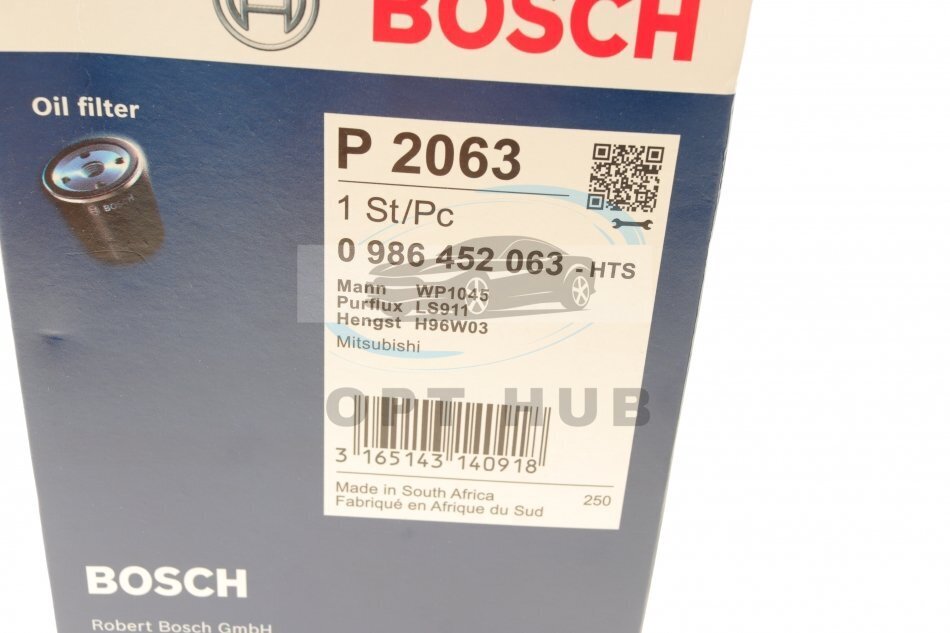 BOSCH
Oil filter
BOSCH
P 2063
1 St/Pc
0 986 452 063 - HTS
Mann WP1045
Purflux LS911
Hengst H96W03
Mitsubishi
OPT HUB
3 165143 140918
Made in South Africa 250
Fabriqué en Afrique du Sud
BOSCH
Robert Bosch GmbH